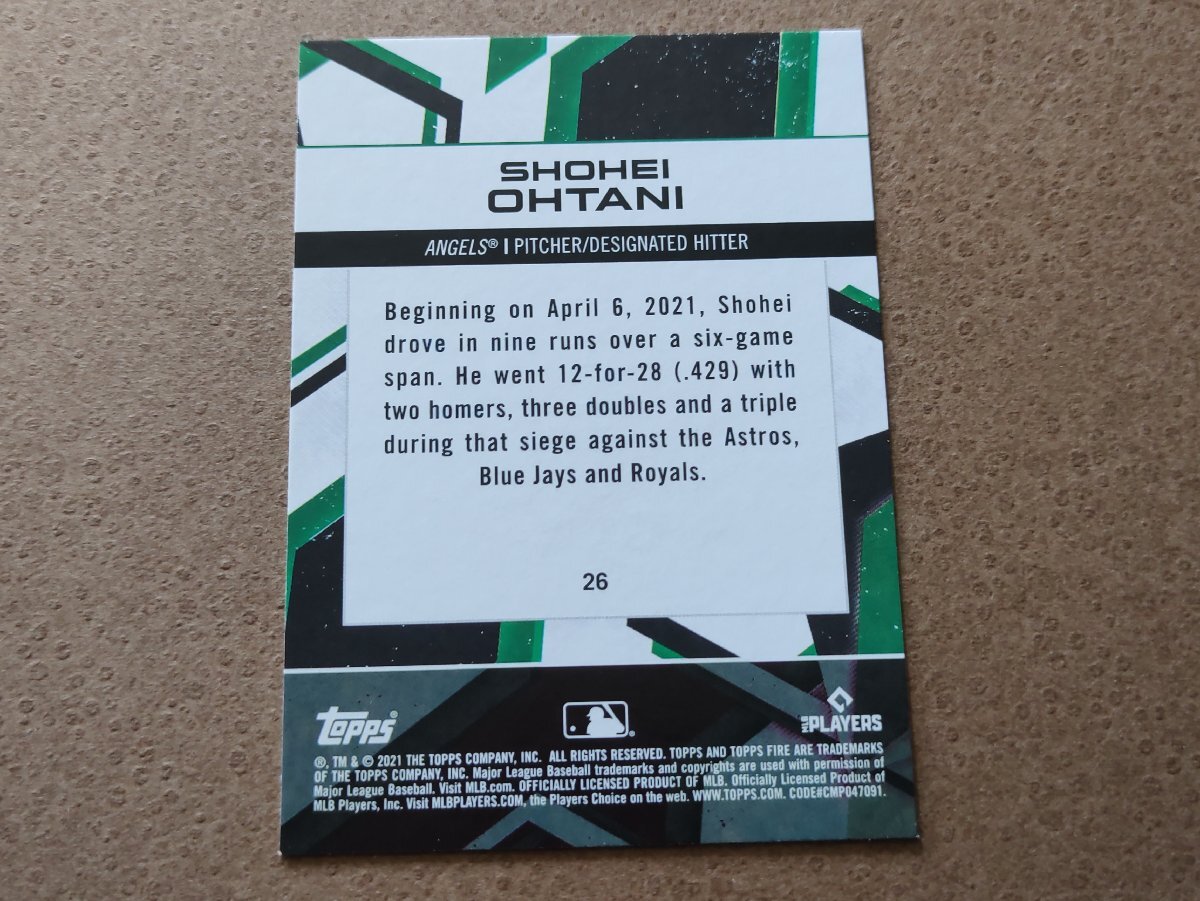 SHOHEI
OHTANI
ANGELS® | PITCHER/DESIGNATED HITTER
Beginning on April 6, 2021, Shohei
drove in nine runs over a six-game
span. He went 12-for-28 (.429) with
two homers, three doubles and a triple
during that siege against the Astros,
Blue Jays and Royals.
26
topps®
MLB PLAYERS
®, TM & © 2021 THE TOPPS COMPANY, INC. ALL RIGHTS RESERVED. TOPPS AND TOPPS FIRE ARE TRADEMARKS
OF THE TOPPS COMPANY, INC. Major League Baseball trademarks and copyrights are used with permission of
Major League Baseball. Visit MLB.com. OFFICIALLY LICENSED PRODUCT OF MLB. Officially Licensed Product of
MLB Players, Inc. Visit MLBPLAYERS.COM, the Players Choice on the web. WWW.TOPPS.COM. CODE#CMP047091.